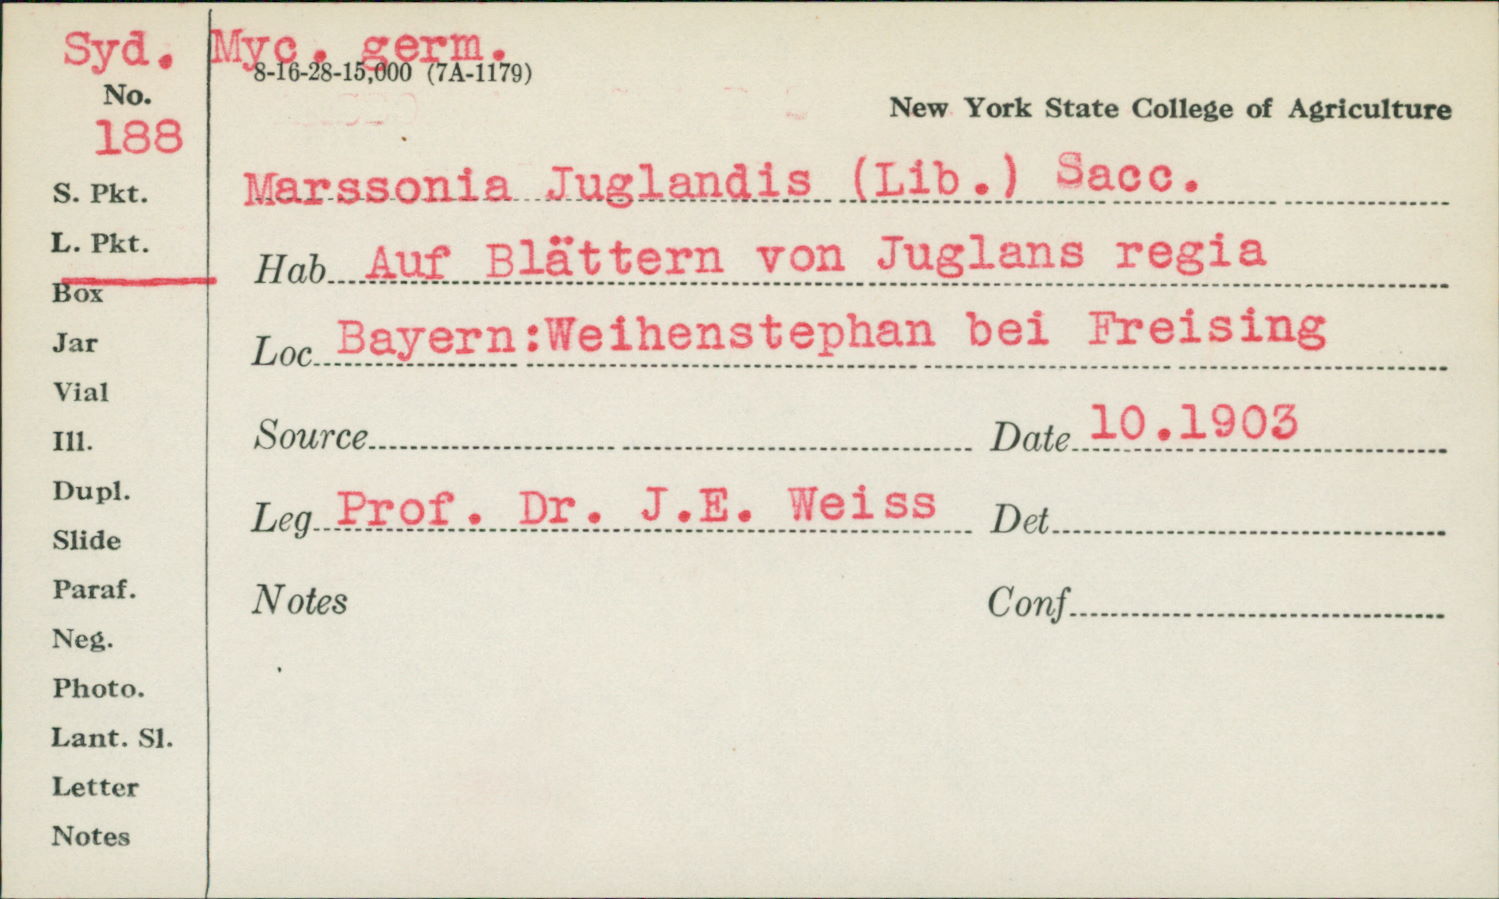 Syd. Myc. germ.
8-16-28-15,000 (7A-1179)
No.
New York State College of Agriculture
188
S. Pkt.
Marssonia Juglandis (Lib.) Sacc.
L. Pkt.
Hab Auf Blättern von Juglans regia
Box
Jar
Loc Bayern:Weihenstephan bei Freising
Vial
Ill.
Source Date 10.1903
Dupl.
Leg Prof. Dr. J.E. Weiss Det
Slide
Paraf.
Notes Conf
Neg.
Photo.
Lant. Sl.
Letter
Notes